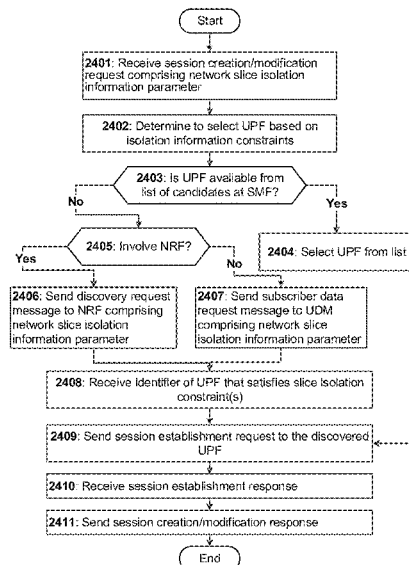 Start
2401: Receive session creation/modification
request comprising network slice isolation
information parameter
2402: Determine to select UPF based on
isolation information constraints
2403: Is UPF available from
list of candidates at SMF?
No
Yes
2405: Involve NRF?
2404: Select UPF from list
Yes
No
2406: Send discovery request
message to NRF comprising
network slice isolation
information parameter
2407: Send subscriber data
request message to UDM
comprising network slice
isolation information parameter
2408: Receive Identifier of UPF that satisfies slice isolation
constraint(s)
2409: Send session establishment request to the discovered
UPF
2410: Receive session establishment response
2411: Send session creation/modification response
End